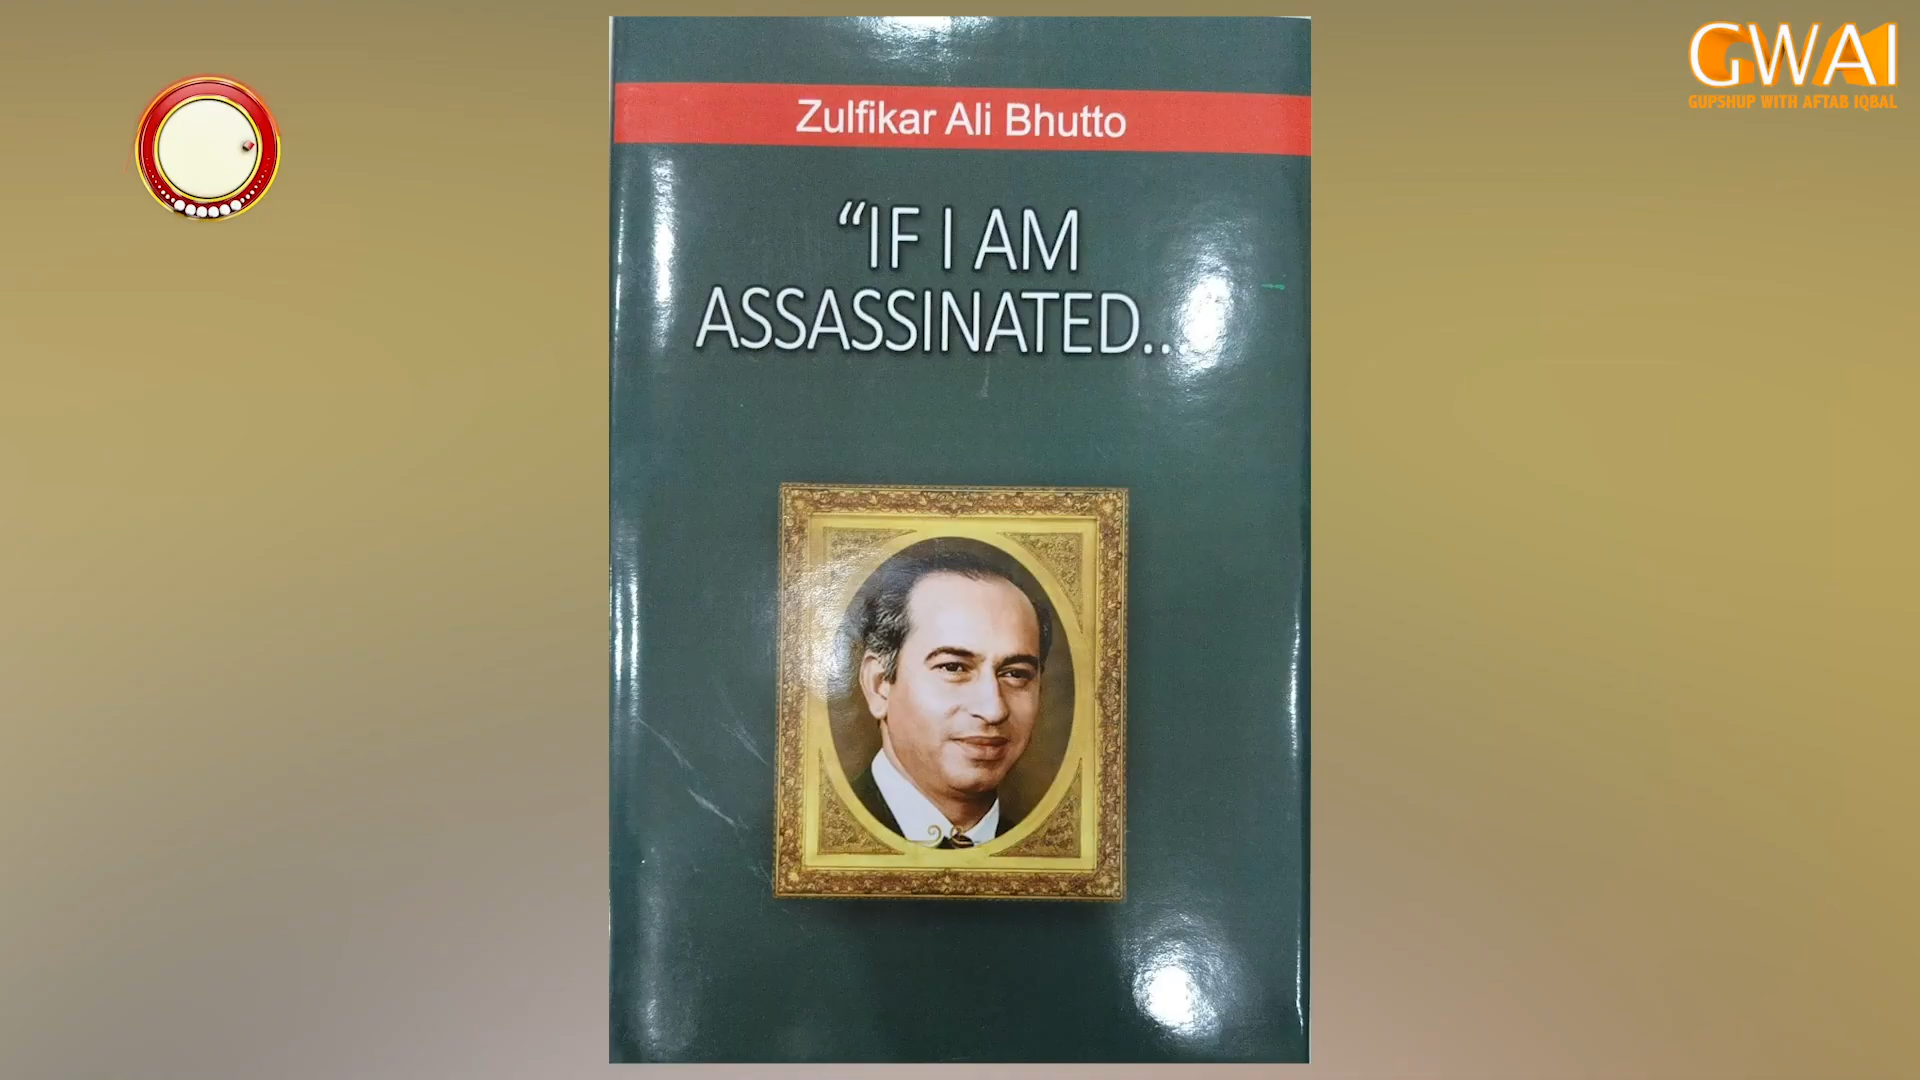 GWAI
GUPSHUP WITH AFTAB IQBAL
Zulfikar Ali Bhutto
“IF I AM
ASSASSINATED...